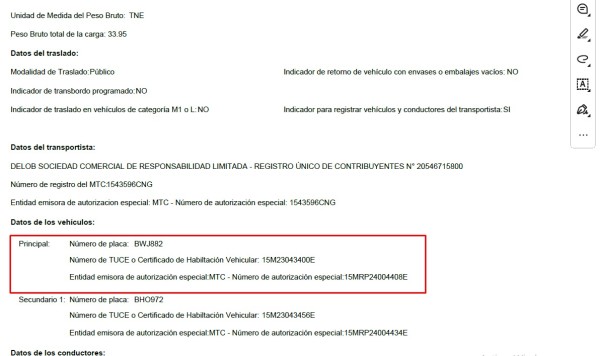 Unidad de Medida del Peso Bruto: TNE
Peso Bruto total de la carga: 33.95
Datos del traslado:
Modalidad de Traslado:Público Indicador de retorno de vehículo con envases o embalajes vacíos: NO
Indicador de transbordo programado:NO
Indicador de traslado en vehículos de categoría M1 o L:NO Indicador para registrar vehículos y conductores del transportista:SI
Datos del transportista:
DELOB SOCIEDAD COMERCIAL DE RESPONSABILIDAD LIMITADA - REGISTRO ÚNICO DE CONTRIBUYENTES N° 20546715800
Número de registro del MTC:1543596CNG
Entidad emisora de autorizacion especial: MTC - Número de autorización especial: 1543596CNG
Datos de los vehículos:
Principal: Número de placa: BWJ882
Número de TUCE o Certificado de Habiltación Vehicular: 15M23043400E
Entidad emisora de autorización especial:MTC - Número de autorización especial:15MRP24004408E
Secundario 1: Número de placa: BHO972
Número de TUCE o Certificado de Habiltación Vehicular: 15M23043456E
Entidad emisora de autorización especial:MTC - Número de autorización especial:15MRP24004434E
Datos de los conductores: